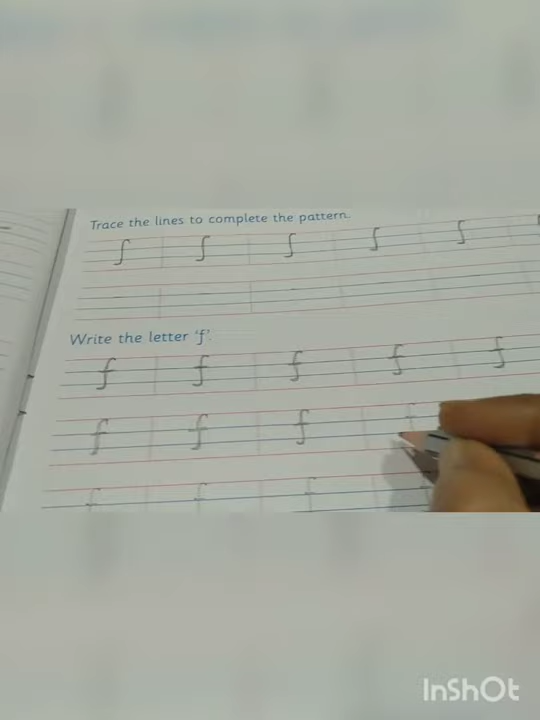 Trace the lines to complete the pattern.
ʃ ʃ ʃ ʃ ʃ
Write the letter 'f'.
f f f f f
f f f f
f f f
InShOt